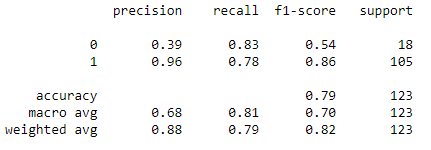 precision recall f1-score support
0 0.39 0.83 0.54 18
1 0.96 0.78 0.86 105
accuracy 0.79 123
macro avg 0.68 0.81 0.70 123
weighted avg 0.88 0.79 0.82 123